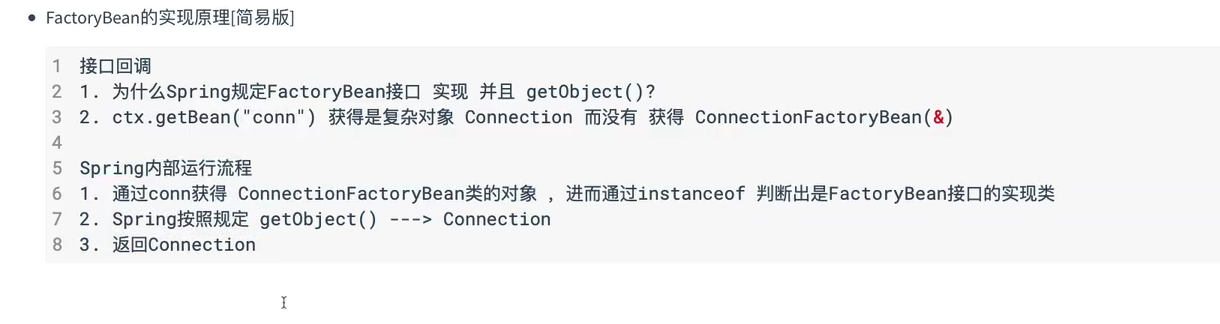 FactoryBean的实现原理[简易版]
1 接口回调
2 1. 为什么Spring规定FactoryBean接口 实现 并且 getObject()?
3 2. ctx.getBean("conn") 获得是复杂对象 Connection 而没有 获得 ConnectionFactoryBean(&)
4
5 Spring内部运行流程
6 1. 通过conn获得 ConnectionFactoryBean类的对象 ，进而通过instanceof 判断出是FactoryBean接口的实现类
7 2. Spring按照规定 getObject() ---> Connection
8 3. 返回Connection